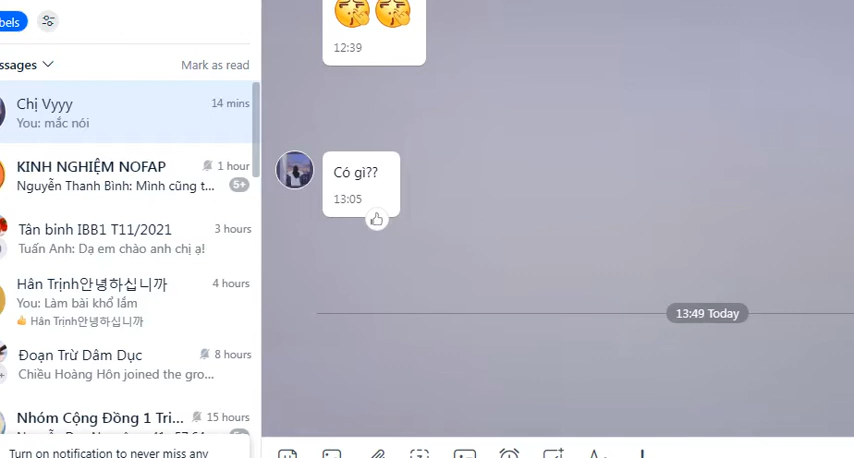 bels
ssages
Mark as read
Chị Vyyy
14 mins
You: mắc nói
KINH NGHIỆM NOFAP
1 hour
Nguyễn Thanh Bình: Mình cũng t...
5+
Tân binh IBB1 T11/2021
3 hours
Tuấn Anh: Dạ em chào anh chị ạ!
Hân Trịnh안녕하십니까
4 hours
You: Làm bài khổ lắm
Hân Trịnh안녕하십니까
Đoạn Trừ Dâm Dục
8 hours
Chiều Hoàng Hôn joined the gro...
Nhóm Cộng Đồng 1 Tri...
15 hours
Turn on notification to never miss any
12:39
Có gì??
13:05
13:49 Today